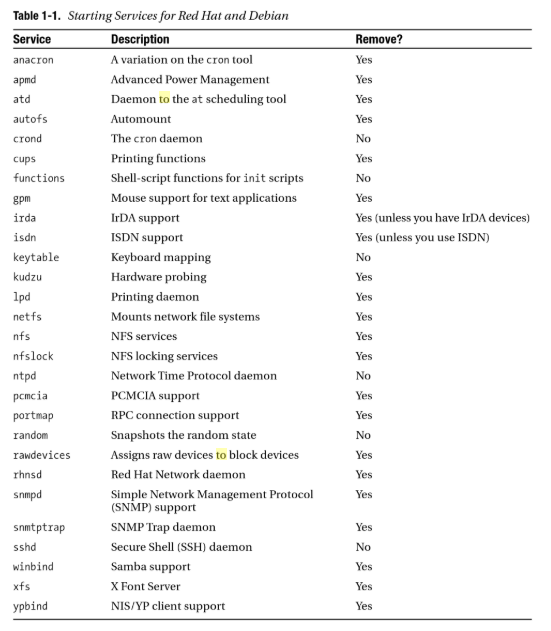 Table 1-1. Starting Services for Red Hat and Debian
Service Description Remove?
anacron A variation on the cron tool Yes
apmd Advanced Power Management Yes
atd Daemon to the at scheduling tool Yes
autofs Automount Yes
crond The cron daemon No
cups Printing functions Yes
functions Shell-script functions for init scripts No
gpm Mouse support for text applications Yes
irda IrDA support Yes (unless you have IrDA devices)
isdn ISDN support Yes (unless you use ISDN)
keytable Keyboard mapping No
kudzu Hardware probing Yes
lpd Printing daemon Yes
netfs Mounts network file systems Yes
nfs NFS services Yes
nfslock NFS locking services Yes
ntpd Network Time Protocol daemon No
pcmcia PCMCIA support Yes
portmap RPC connection support Yes
random Snapshots the random state No
rawdevices Assigns raw devices to block devices Yes
rhnsd Red Hat Network daemon Yes
snmpd Simple Network Management Protocol Yes
(SNMP) support
snmtptrap SNMP Trap daemon Yes
sshd Secure Shell (SSH) daemon No
winbind Samba support Yes
xfs X Font Server Yes
ypbind NIS/YP client support Yes